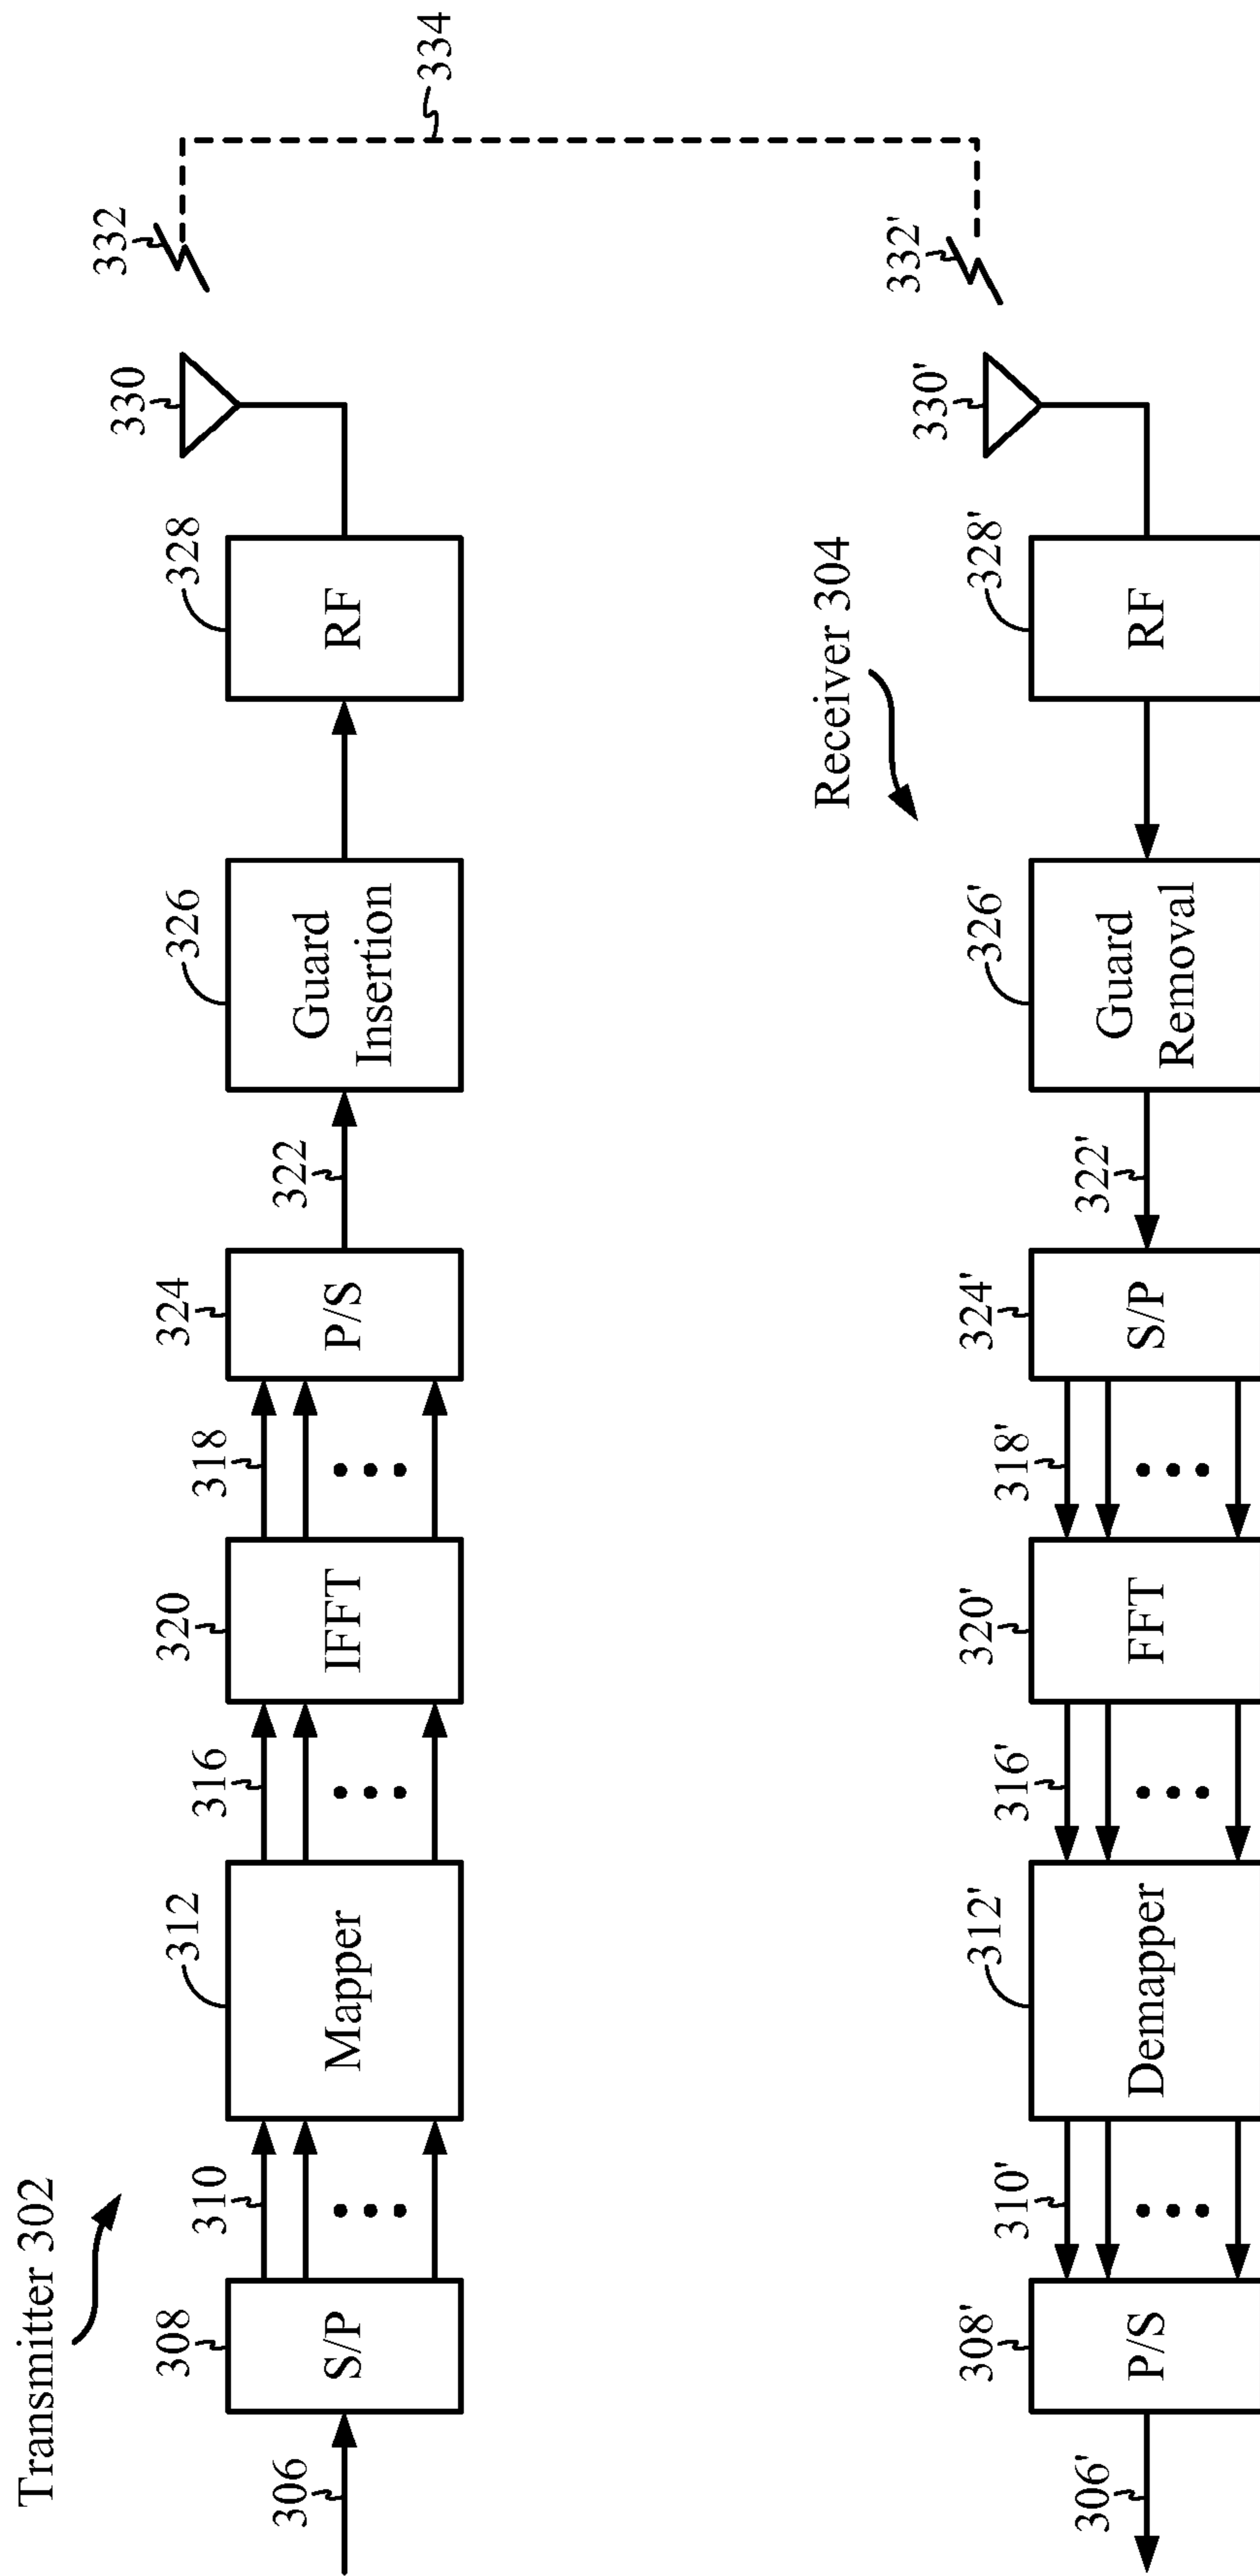 Transmitter 302
306
308
S/P
310
312
Mapper
316
320
IFFT
318
324
P/S
322
326
Guard
Insertion
328
RF
330
332
334
Receiver 304
306'
308'
P/S
310'
312'
Demapper
316'
320'
FFT
318'
324'
S/P
322'
326'
Guard
Removal
328'
RF
330'
332'